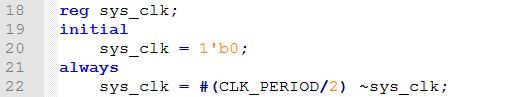 18 reg sys_clk;
19 initial
20 sys_clk = 1'b0;
21 always
22 sys_clk = #(CLK_PERIOD/2) ~sys_clk;